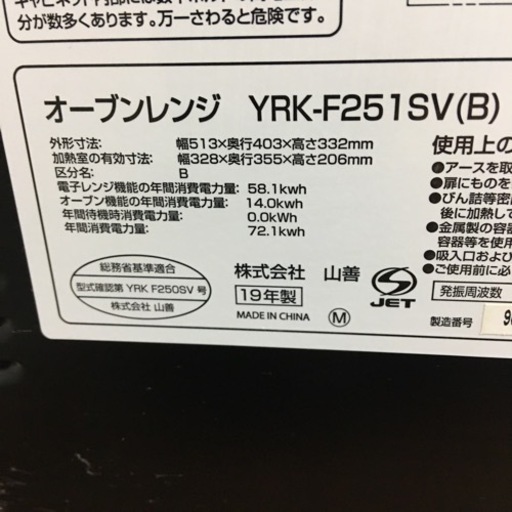 分が数多くあります。万一さわると危険です。
オーブンレンジ YRK-F251SV(B)
外形寸法: 幅513×奥行403×高さ332mm
加熱室の有効寸法: 幅328×奥行355×高さ206mm
区分名: B
電子レンジ機能の年間消費電力量: 58.1kwh
オーブン機能の年間消費電力量: 14.0kwh
年間待機時消費電力量: 0.0kWh
年間消費電力量: 72.1kwh
総務省基準適合
型式確認第 YRK F250SV 号
株式会社 山善
株式会社 山善
19年製
MADE IN CHINA
M
S
JET
使用上の
●アースを取
●扉にものを
●びん詰等密
後に加熱して
●金属製の容
容器等を使用
●吸入口および
●ご使用前に必
発振周波数
製造番号